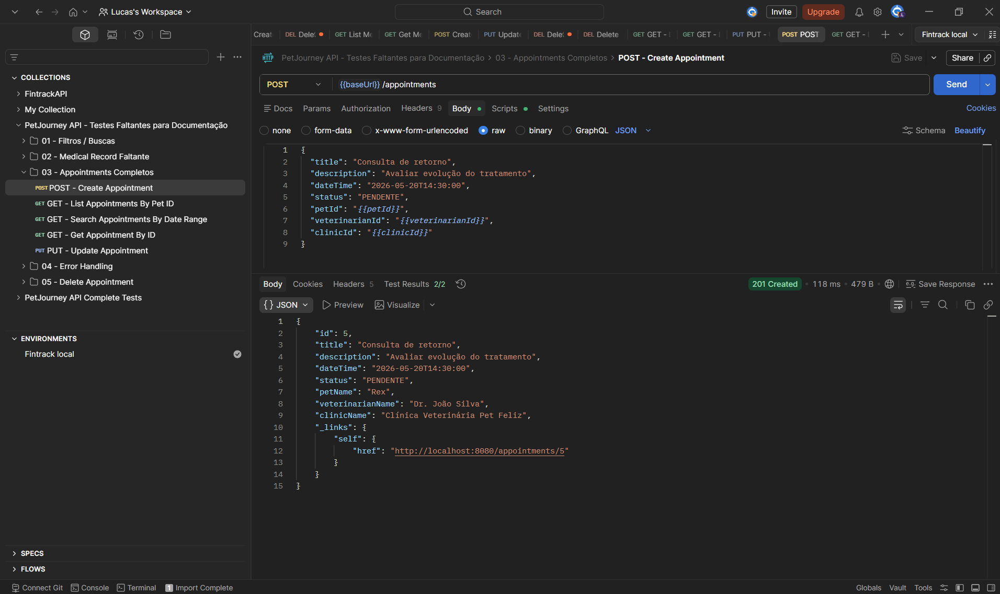 Lucas's Workspace
Search
Invite
Upgrade
Creat
DEL Dele
GET List Me
GET Get Me
POST Creat
PUT Updat
DEL Dele
DEL Delete
GET GET -
GET GET -
PUT PUT -
POST POST
GET GET -
Fintrack local
COLLECTIONS
FintrackAPI
My Collection
PetJourney API - Testes Faltantes para Documentação
01 - Filtros / Buscas
02 - Medical Record Faltante
03 - Appointments Completos
POST POST - Create Appointment
GET GET - List Appointments By Pet ID
GET GET - Search Appointments By Date Range
GET GET - Get Appointment By ID
PUT PUT - Update Appointment
04 - Error Handling
05 - Delete Appointment
PetJourney API Complete Tests
ENVIRONMENTS
Fintrack local
SPECS
FLOWS
HTTP PetJourney API - Testes Faltantes para Documentação > 03 - Appointments Completos > POST - Create Appointment
Save
Share
POST {{baseUrl}} /appointments
Send
Docs Params Authorization Headers 9 Body Scripts Settings
Cookies
none form-data x-www-form-urlencoded raw binary GraphQL JSON
Schema Beautify
1 {
2 "title": "Consulta de retorno",
3 "description": "Avaliar evolução do tratamento",
4 "dateTime": "2026-05-20T14:30:00",
5 "status": "PENDENTE",
6 "petId": "{{petId}}",
7 "veterinarianId": "{{veterinarianId}}",
8 "clinicId": "{{clinicId}}"
9 }
Body Cookies Headers 5 Test Results 2/2
201 Created • 118 ms • 479 B
e.g. Save Response
{} JSON Preview Visualize
1 {
2 "id": 5,
3 "title": "Consulta de retorno",
4 "description": "Avaliar evolução do tratamento",
5 "dateTime": "2026-05-20T14:30:00",
6 "status": "PENDENTE",
7 "petName": "Rex",
8 "veterinarianName": "Dr. João Silva",
9 "clinicName": "Clínica Veterinária Pet Feliz",
10 "_links": {
11 "self": {
12 "href": "http://localhost:8080/appointments/5"
13 }
14 }
15 }
Connect Git Console Terminal 1 Import Complete
Globals Vault Tools